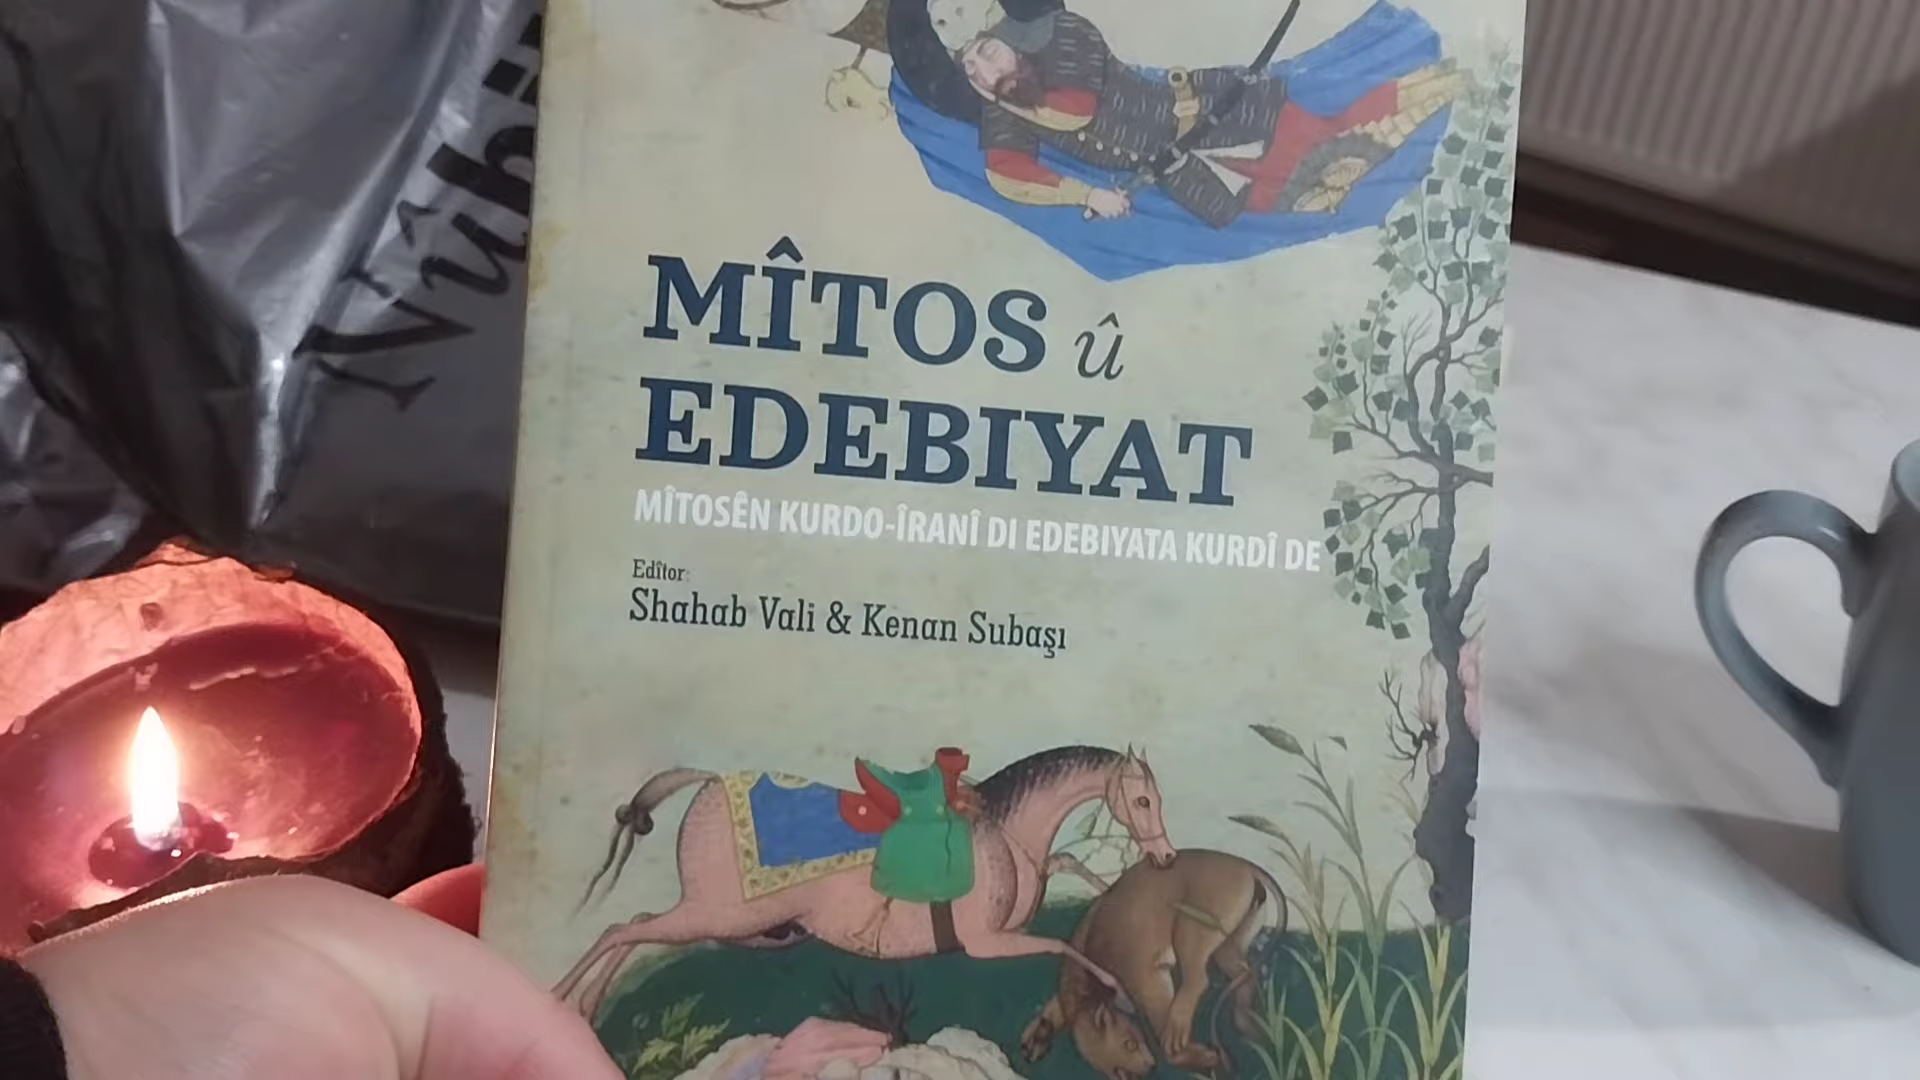 MÎTOS û
EDEBIYAT
MÎTOSÊN KURDO-ÎRANÎ DI EDEBIYATA KURDÎ DE
Edîtor:
Shahab Vali & Kenan Subaşı